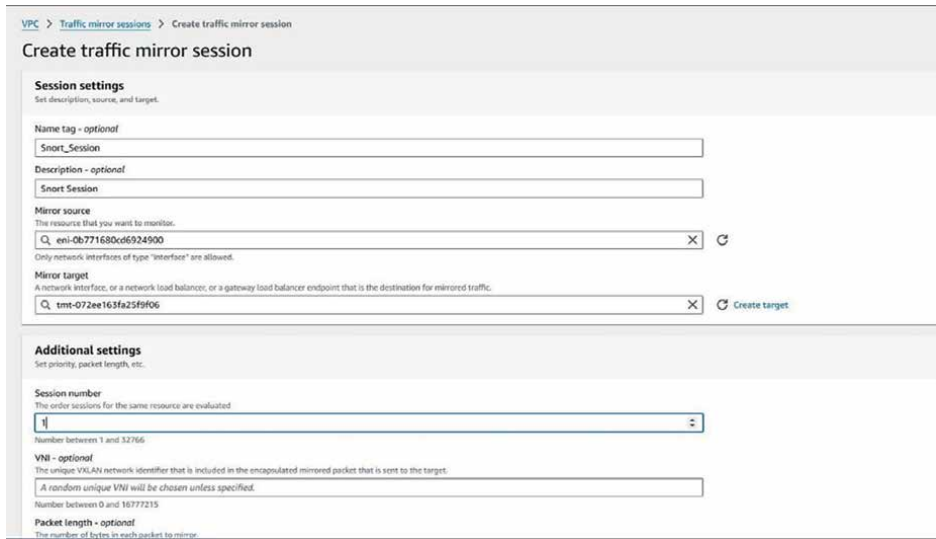 VPC > Traffic mirror sessions > Create traffic mirror session
Create traffic mirror session
Session settings
Set description, source, and target.
Name tag - optional
Snort_Session
Description - optional
Snort Session
Mirror source
The resource that you want to monitor.
eni-0b771680cd6924900
Only network interfaces of type "interface" are allowed.
Mirror target
A network interface, or a network load balancer, or a gateway load balancer endpoint that is the destination for mirrored traffic.
tmt-072ee163fa25f9f06 Create target
Additional settings
Set priority, packet length, etc.
Session number
The order sessions for the same resource are evaluated
1
Number between 1 and 32766
VNI - optional
The unique VXLAN network identifier that is included in the encapsulated mirrored packet that is sent to the target.
A random unique VNI will be chosen unless specified.
Number between 0 and 16777215
Packet length - optional
The number of bytes in each packet to mirror.